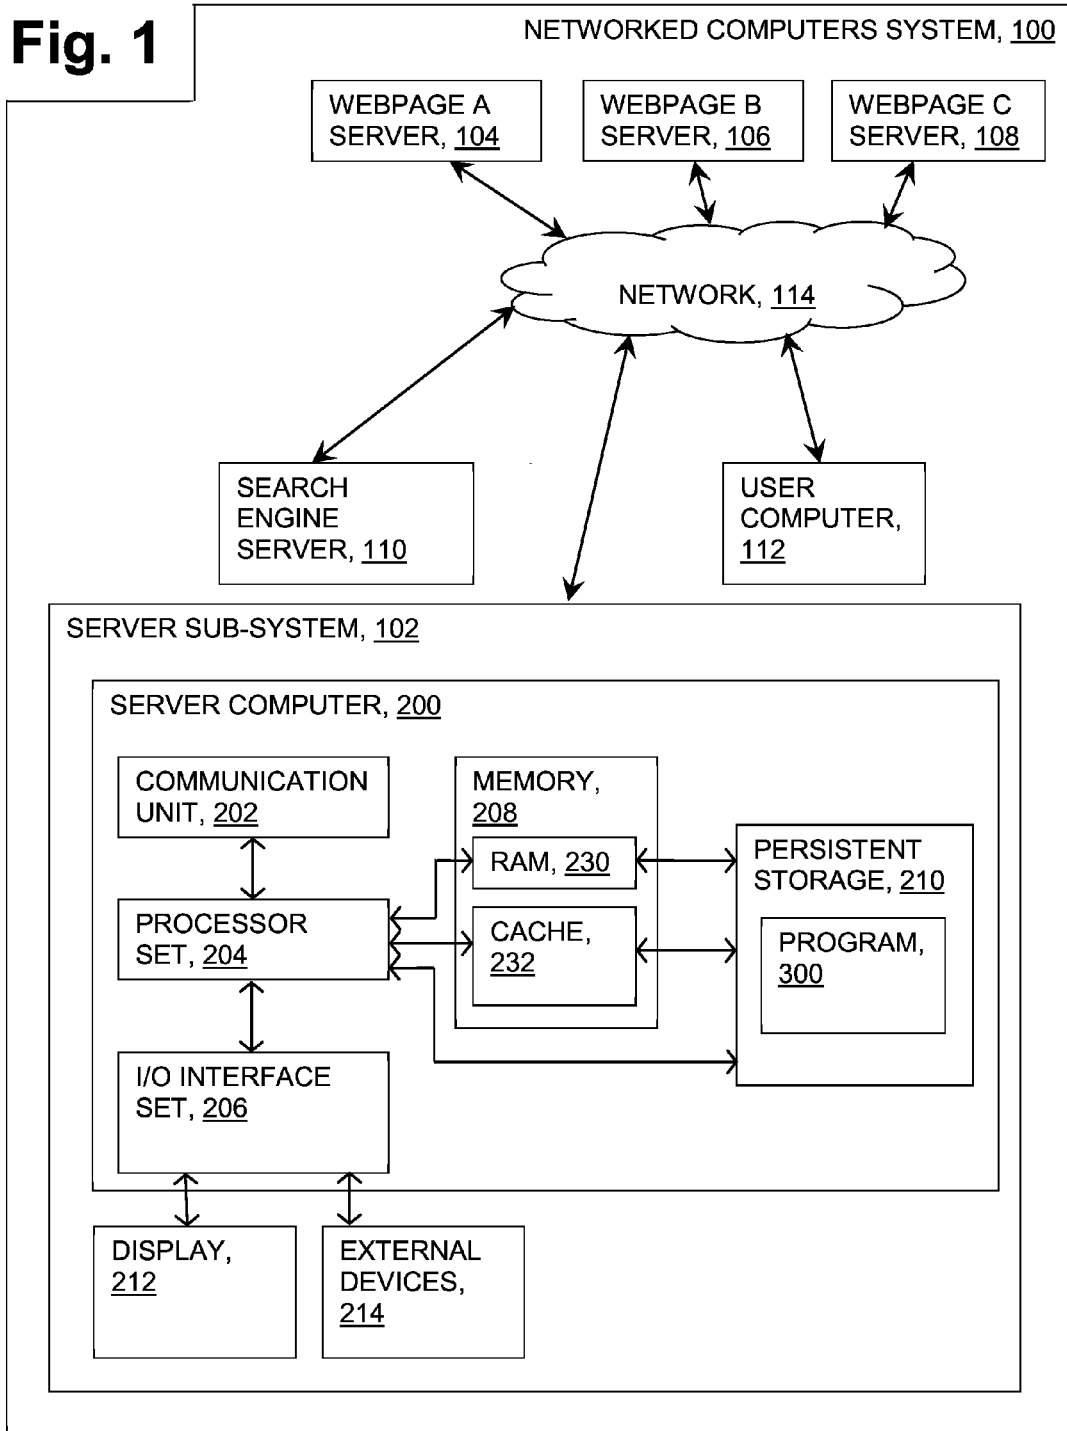 Fig. 1
NETWORKED COMPUTERS SYSTEM, 100
WEBPAGE A
SERVER, 104
WEBPAGE B
SERVER, 106
WEBPAGE C
SERVER, 108
NETWORK, 114
SEARCH
ENGINE
SERVER, 110
USER
COMPUTER,
112
SERVER SUB-SYSTEM, 102
SERVER COMPUTER, 200
COMMUNICATION
UNIT, 202
MEMORY,
208
RAM, 230
PERSISTENT
STORAGE, 210
PROCESSOR
SET, 204
CACHE,
232
PROGRAM,
300
I/O INTERFACE
SET, 206
DISPLAY,
212
EXTERNAL
DEVICES,
214